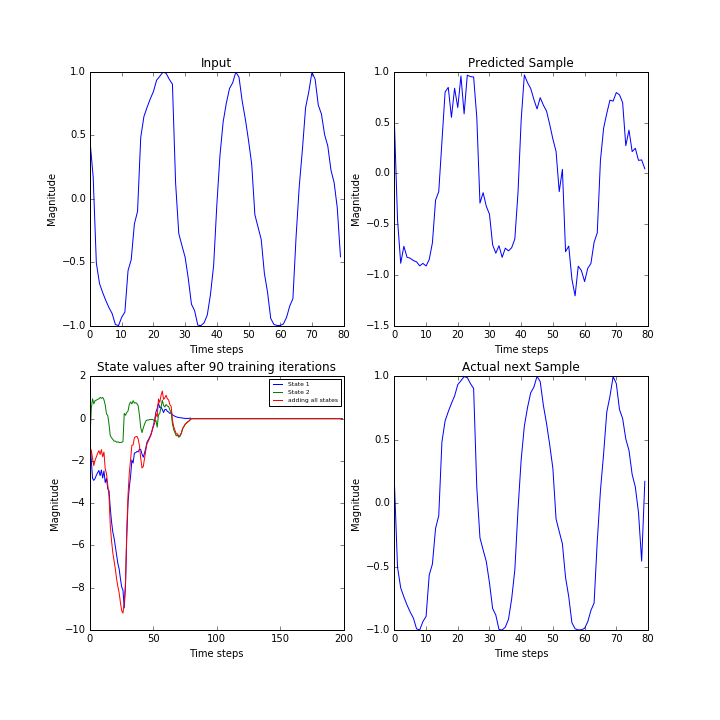 Input
Magnitude
1.0
0.5
0.0
−0.5
−1.0
0 10 20 30 40 50 60 70 80
Time steps
Predicted Sample
Magnitude
1.0
0.5
0.0
−0.5
−1.0
−1.5
0 10 20 30 40 50 60 70 80
Time steps
State values after 90 training iterations
Magnitude
2
0
−2
−4
−6
−8
−10
State 1
State 2
adding all states
0 50 100 150 200
Time steps
Actual next Sample
Magnitude
1.0
0.5
0.0
−0.5
−1.0
0 10 20 30 40 50 60 70 80
Time steps